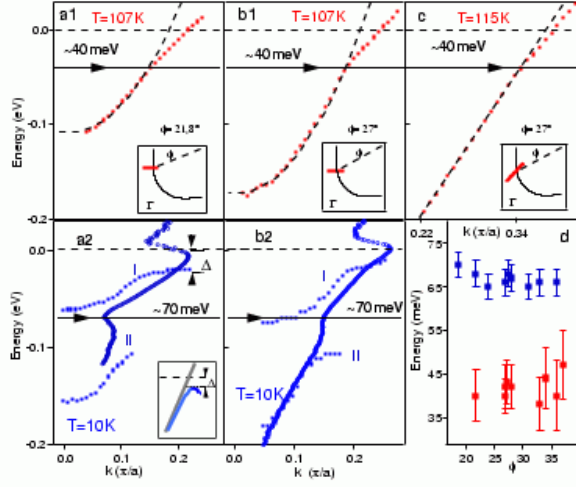 a1
T=107K
b1
T=107K
c
T=115K
0.0
~40 meV
~40 meV
~40 meV
Energy (eV)
-0.1
ϕ=21,8°
ϕ=27°
ϕ=27°
ϕ
ϕ
ϕ
Γ
Γ
Γ
-0.2
0.22
k(π/a)
0.34
a2
b2
d
0.0
I
Δ
I
Δ
~70 meV
~70 meV
Energy (eV)
-0.1
II
II
T=10K
T=10K
-0.2
0.0
0.1
0.2
0.0
0.1
0.2
k (π/a)
k (π/a)
Energy (meV)
75
65
55
45
35
20
25
30
35
ϕ